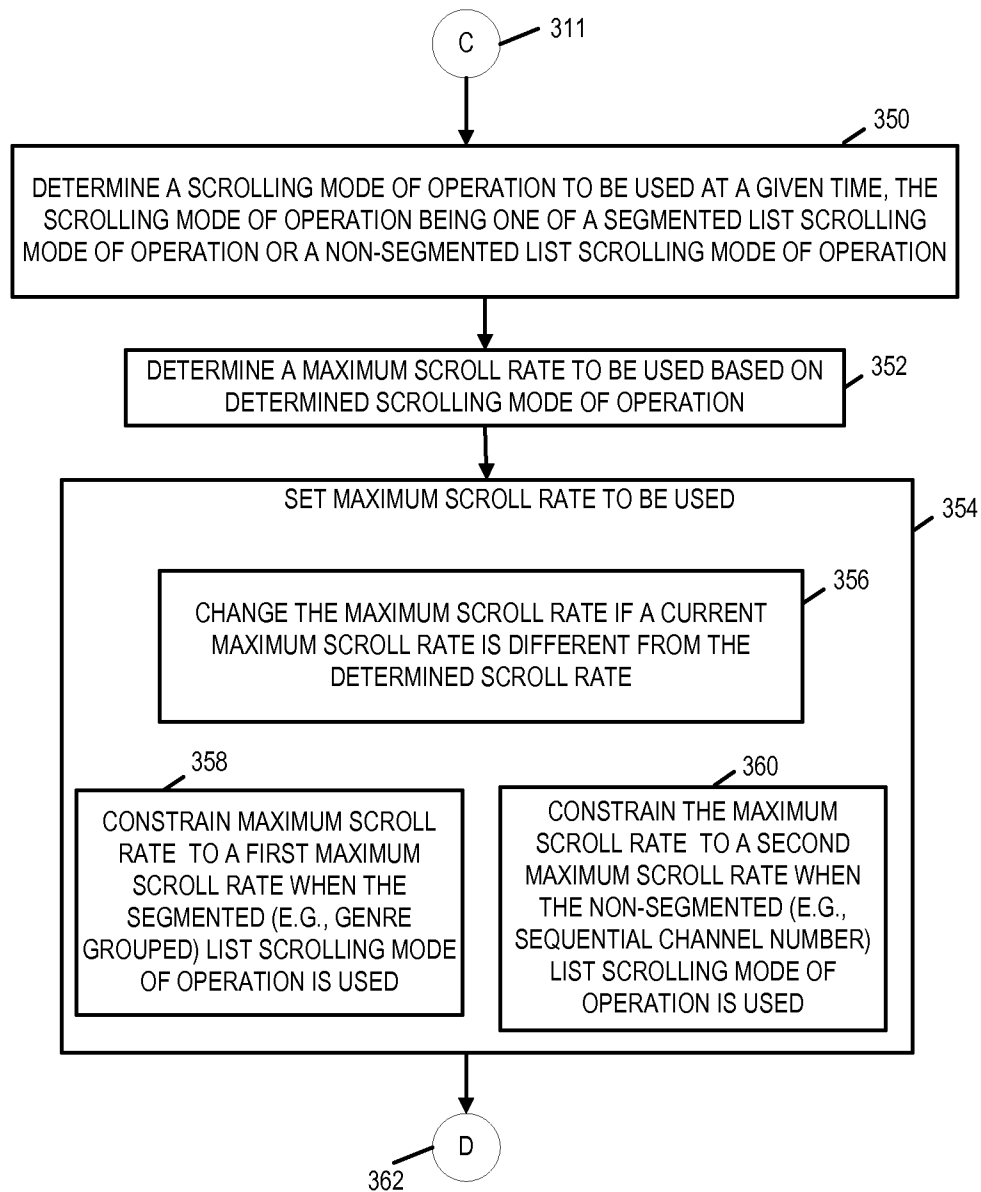 C
311
350
DETERMINE A SCROLLING MODE OF OPERATION TO BE USED AT A GIVEN TIME, THE
SCROLLING MODE OF OPERATION BEING ONE OF A SEGMENTED LIST SCROLLING
MODE OF OPERATION OR A NON-SEGMENTED LIST SCROLLING MODE OF OPERATION
DETERMINE A MAXIMUM SCROLL RATE TO BE USED BASED ON
DETERMINED SCROLLING MODE OF OPERATION
352
SET MAXIMUM SCROLL RATE TO BE USED
354
356
CHANGE THE MAXIMUM SCROLL RATE IF A CURRENT
MAXIMUM SCROLL RATE IS DIFFERENT FROM THE
DETERMINED SCROLL RATE
358
CONSTRAIN MAXIMUM SCROLL
RATE TO A FIRST MAXIMUM
SCROLL RATE WHEN THE
SEGMENTED (E.G., GENRE
GROUPED) LIST SCROLLING MODE
OF OPERATION IS USED
360
CONSTRAIN THE MAXIMUM
SCROLL RATE TO A SECOND
MAXIMUM SCROLL RATE WHEN
THE NON-SEGMENTED (E.G.,
SEQUENTIAL CHANNEL NUMBER)
LIST SCROLLING MODE OF
OPERATION IS USED
D
362